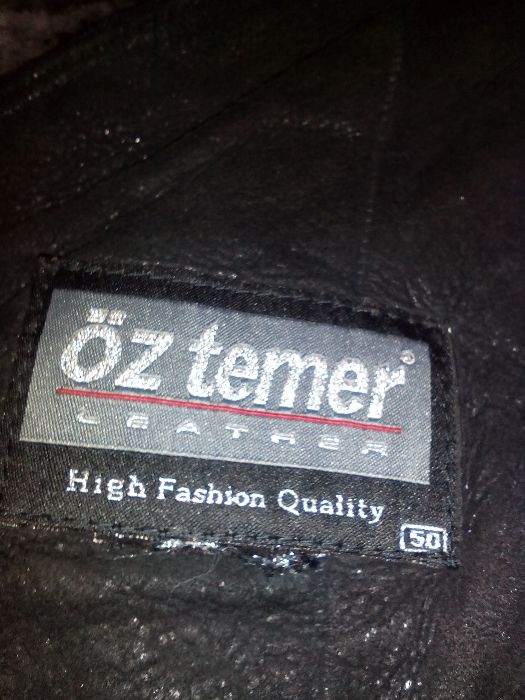 öz temer®
LEATHER
High Fashion Quality
50